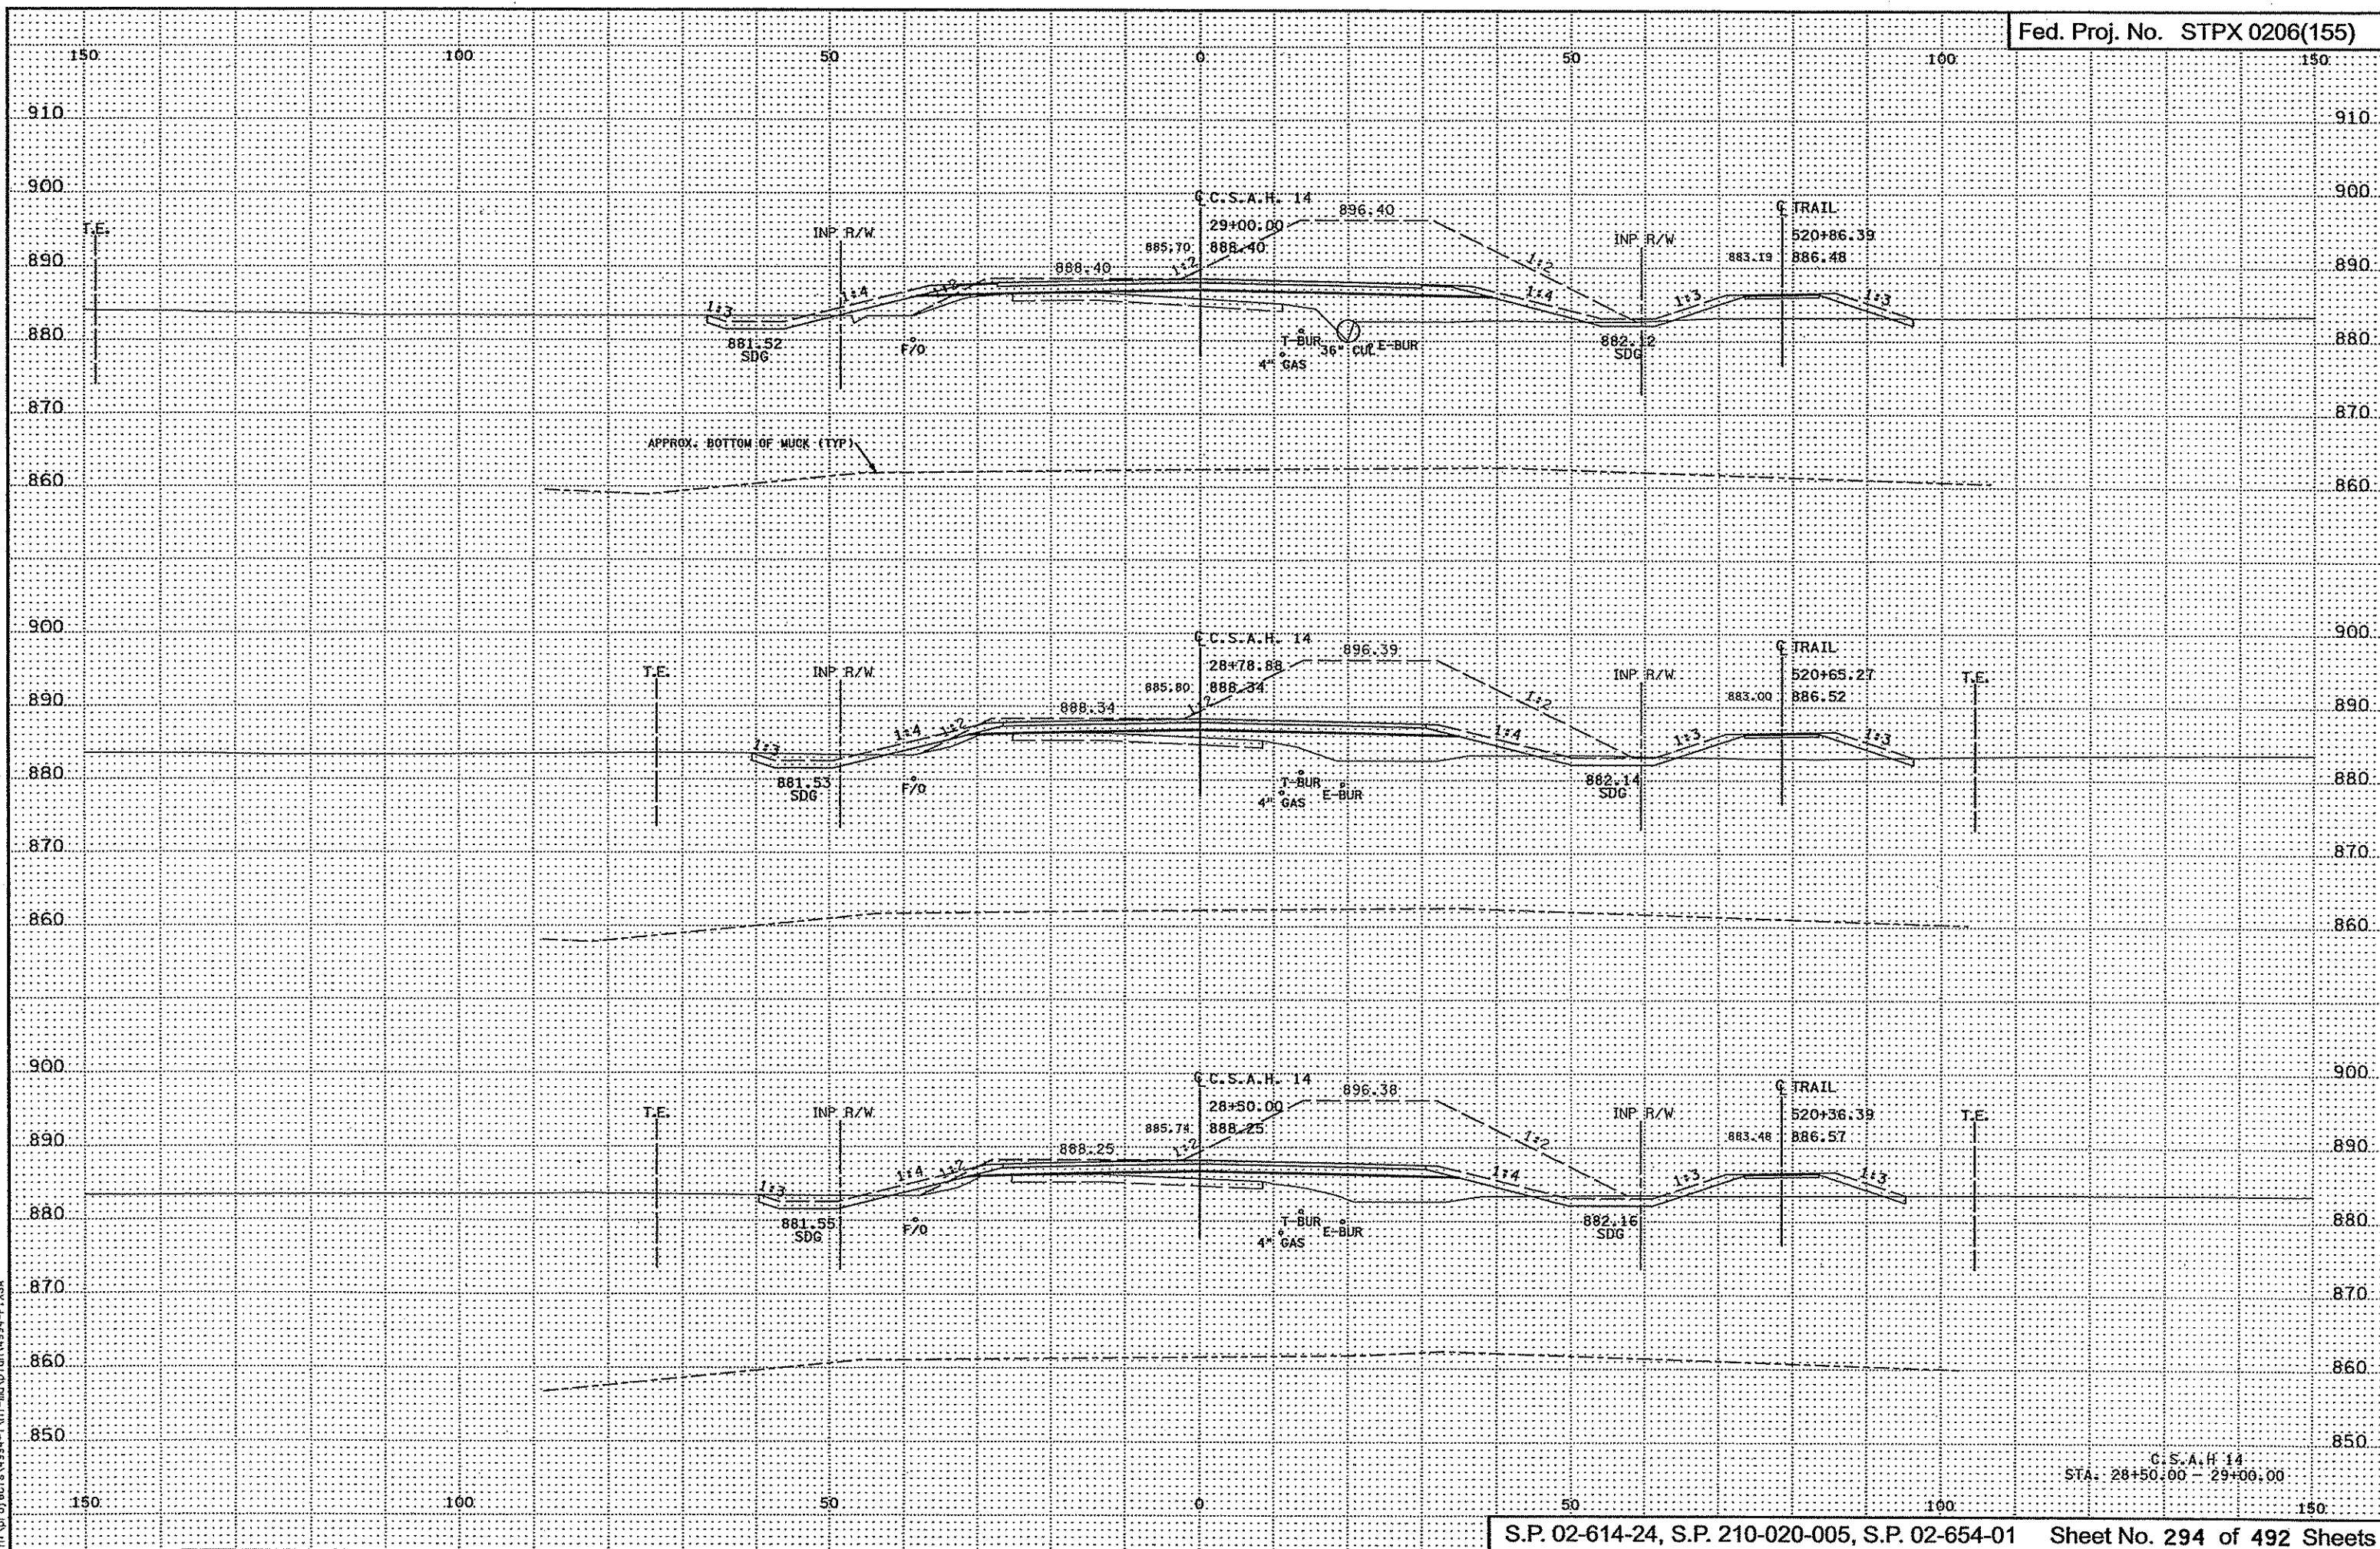 Fed. Proj. No. STPX 0206(155)
150 100 50 0 50 100 150
910 910
900 900
℄ C.S.A.H. 14
29+00.00
885.70 888.40
896.40
℄ TRAIL
520+86.39
883.19 886.48
T.E.
INP R/W
INP R/W
890 890
888.40
1:2
1:2
1:3
1:4
1:2
1:4
1:3
1:3
880 880
881.52
SDG
F/O
T-BUR
36" CUL
E-BUR
4" GAS
882.12
SDG
870 870
APPROX. BOTTOM OF MUCK (TYP)
860 860
900 900
℄ C.S.A.H. 14
28+78.88
885.80 888.34
896.39
℄ TRAIL
520+65.27
883.00 886.52
T.E.
INP R/W
INP R/W
T.E.
890 890
888.34
1:2
1:2
1:3
1:4
1:2
1:4
1:3
1:3
880 880
881.53
SDG
F/O
T-BUR
E-BUR
4" GAS
882.14
SDG
870 870
860 860
900 900
℄ C.S.A.H. 14
28+50.00
885.74 888.25
896.38
℄ TRAIL
520+36.39
883.48 886.57
T.E.
INP R/W
INP R/W
T.E.
890 890
888.25
1:2
1:2
1:3
1:4
1:2
1:4
1:3
1:3
880 880
881.55
SDG
F/O
T-BUR
E-BUR
4" GAS
882.16
SDG
870 870
860 860
850 850
C.S.A.H 14
STA. 28+50.00 - 29+00.00
150 100 50 0 50 100 150
S.P. 02-614-24, S.P. 210-020-005, S.P. 02-654-01 Sheet No. 294 of 492 Sheets